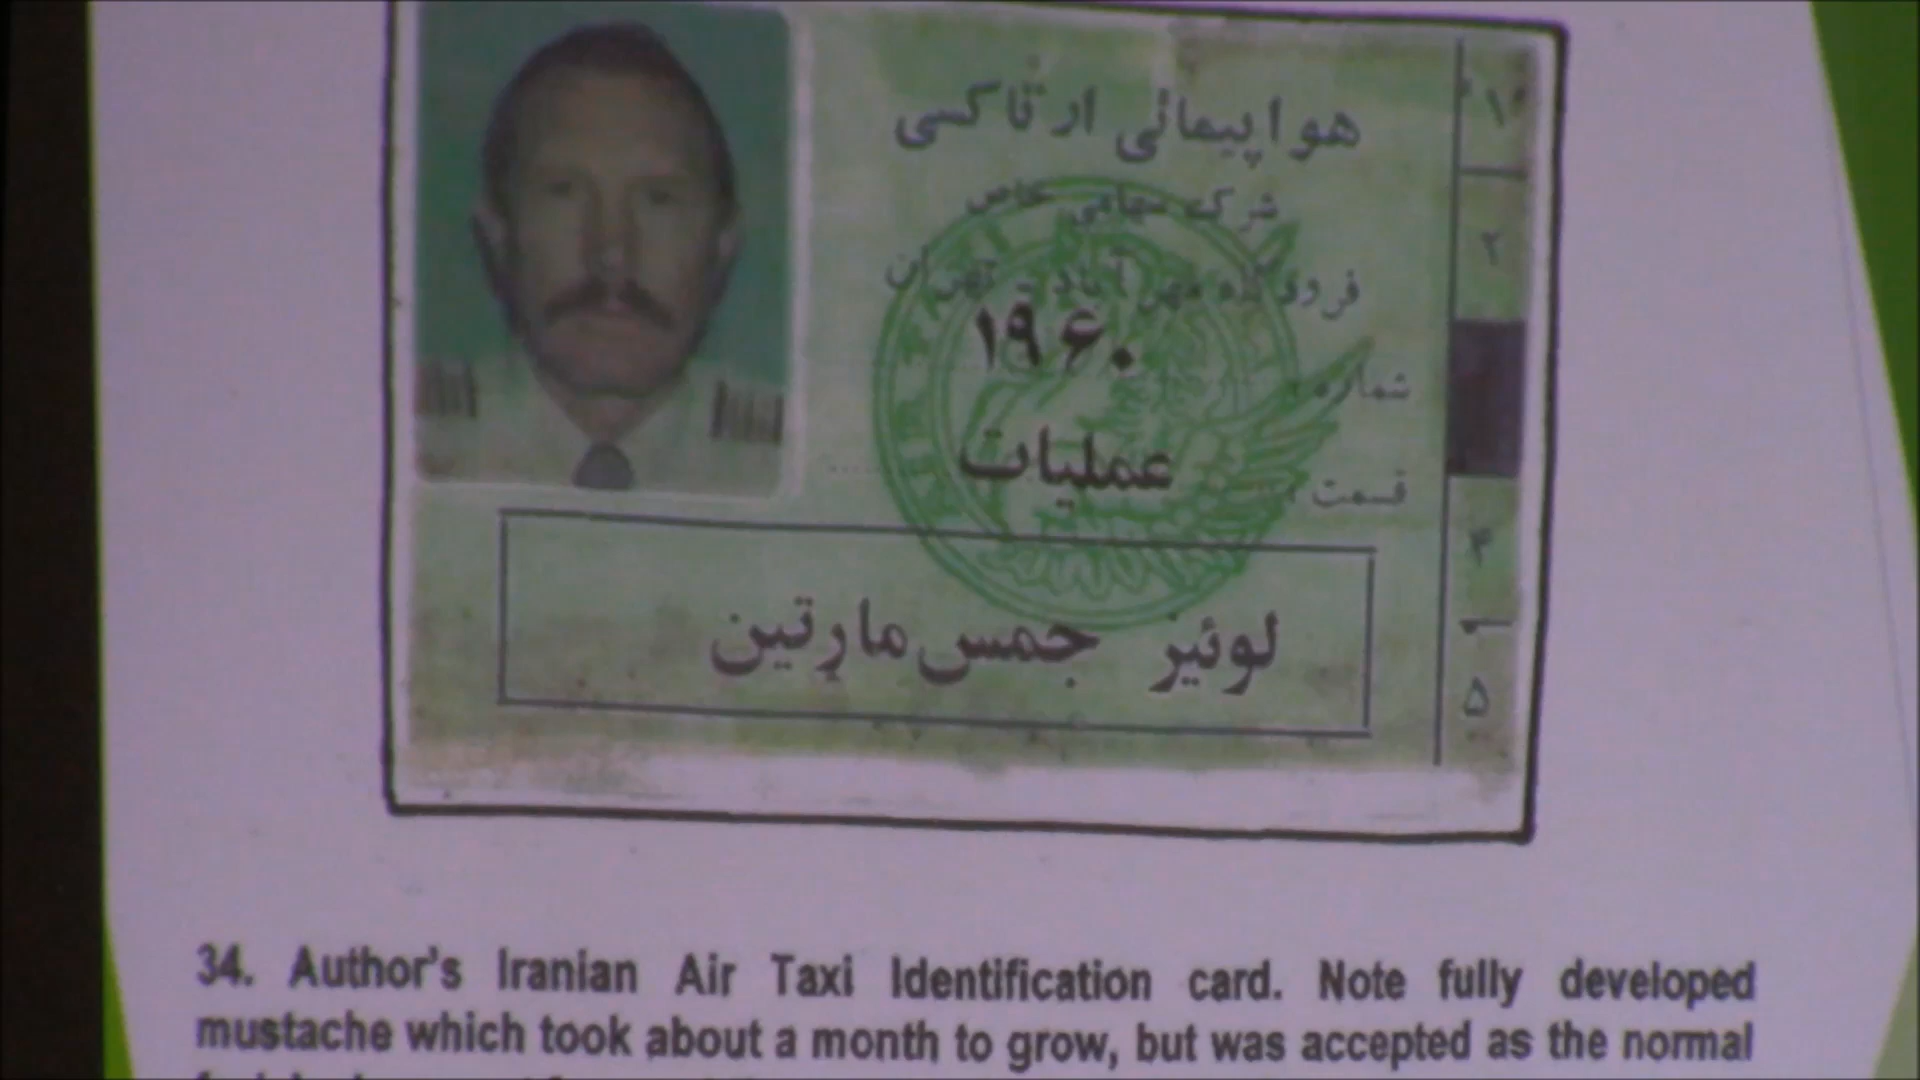 هواپیمائی ارتاکسی
شرکت سهامی خاص
فرودگاه مهرآباد - تهران
شماره ۱۹۶۰
قسمت عملیات
لوئیز جمس مارتین
۱
۲
۴
۵
34. Author's Iranian Air Taxi Identification card. Note fully developed
mustache which took about a month to grow, but was accepted as the normal